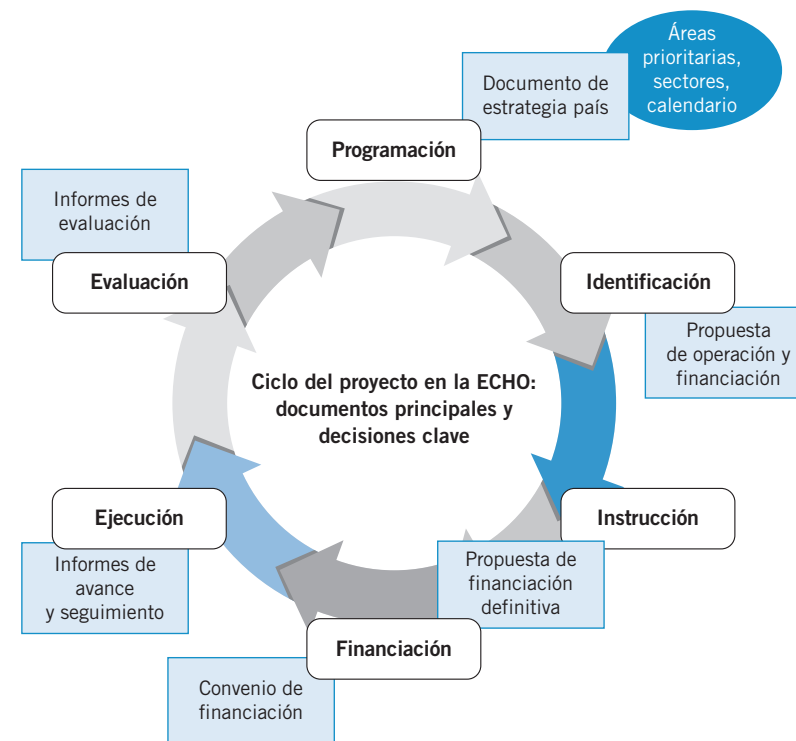 Áreas
prioritarias,
sectores,
calendario
Documento de
estrategia país
Programación
Informes de
evaluación
Evaluación
Identificación
Propuesta
de operación y
financiación
Ciclo del proyecto en la ECHO:
documentos principales y
decisiones clave
Ejecución
Instrucción
Informes de
avance
y seguimiento
Propuesta de
financiación
definitiva
Financiación
Convenio de
financiación